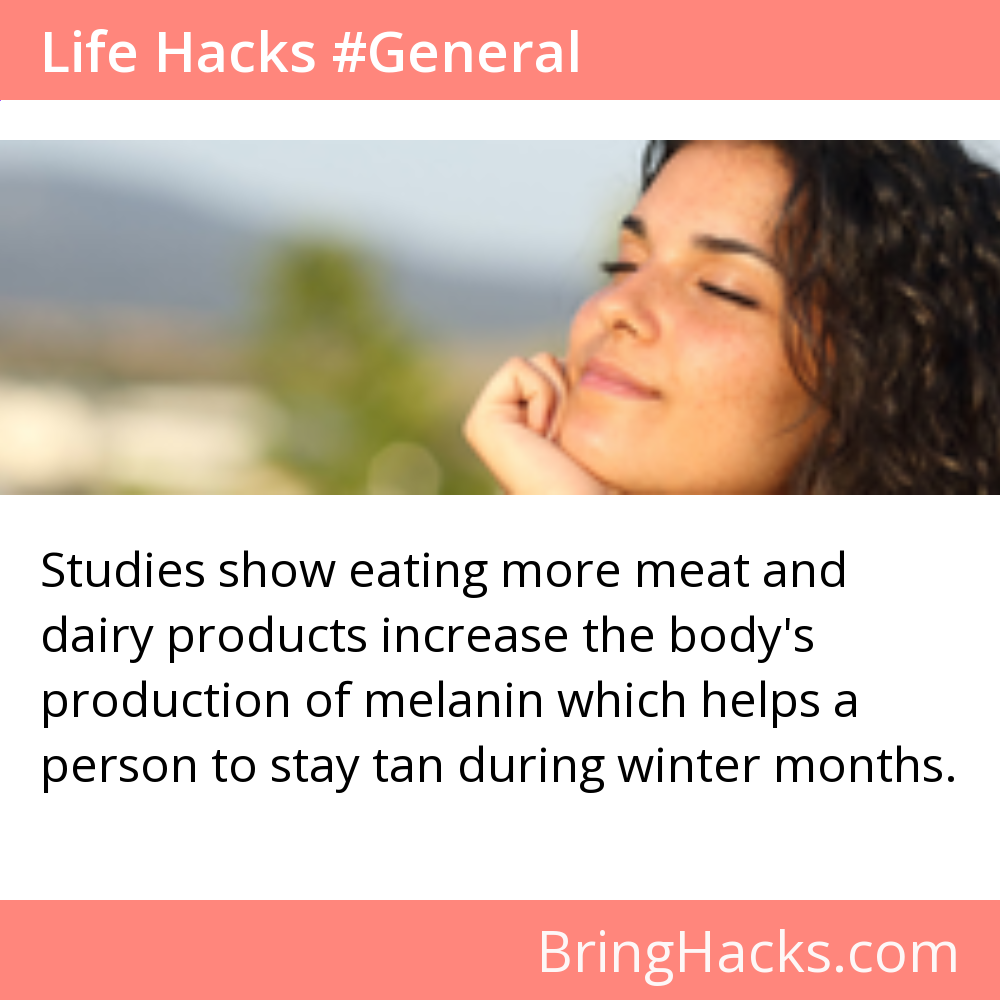 Life Hacks #General
Studies show eating more meat and
dairy products increase the body's
production of melanin which helps a
person to stay tan during winter months.
BringHacks.com